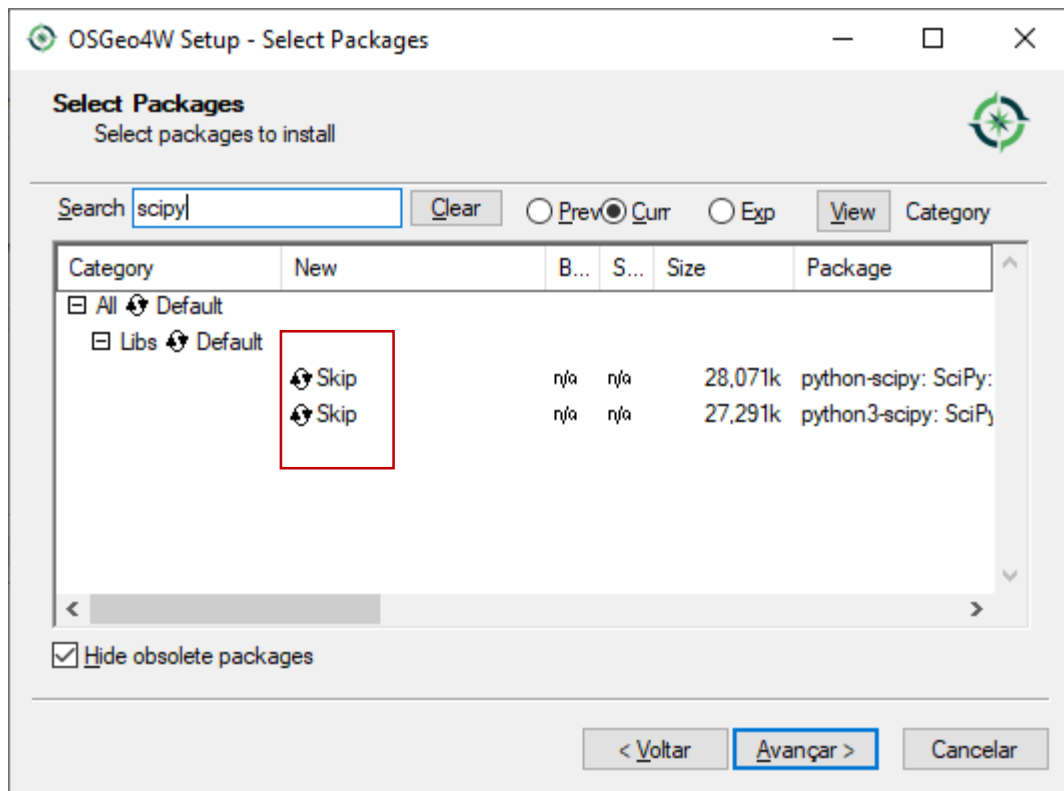 OSGeo4W Setup - Select Packages
Select Packages
Select packages to install
Search scipy Clear Prev Curr Exp View Category
Category New B... S... Size Package
All Default
Libs Default
Skip n/a n/a 28,071k python-scipy: SciPy:
Skip n/a n/a 27,291k python3-scipy: SciPy
Hide obsolete packages
< Voltar Avançar > Cancelar